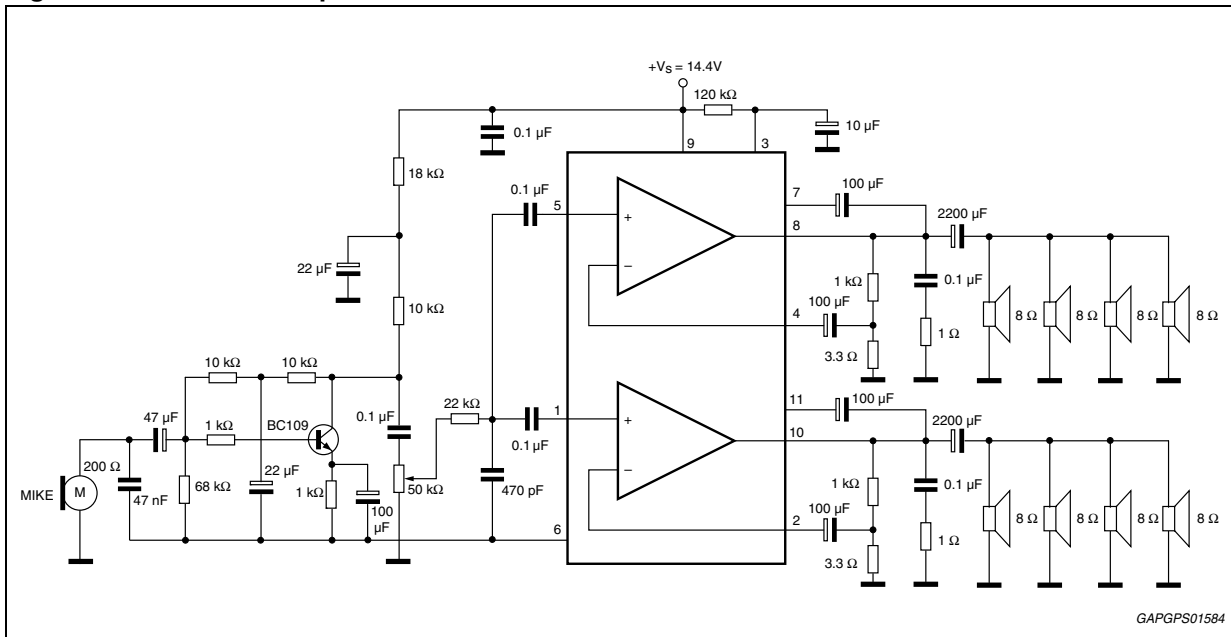 +VS = 14.4V
120 kΩ
0.1 µF
10 µF
9
3
18 kΩ
0.1 µF
5
7
100 µF
8
2200 µF
+
−
22 µF
10 kΩ
1 kΩ
0.1 µF
100 µF
4
8 Ω
8 Ω
8 Ω
8 Ω
1 Ω
3.3 Ω
10 kΩ
10 kΩ
22 kΩ
1
11
100 µF
47 µF
1 kΩ
BC109
0.1 µF
0.1 µF
10
2200 µF
+
−
200 Ω
22 µF
MIKE
M
47 nF
68 kΩ
1 kΩ
100 µF
50 kΩ
470 pF
1 kΩ
0.1 µF
100 µF
2
6
8 Ω
8 Ω
8 Ω
8 Ω
1 Ω
3.3 Ω
GAPGPS01584